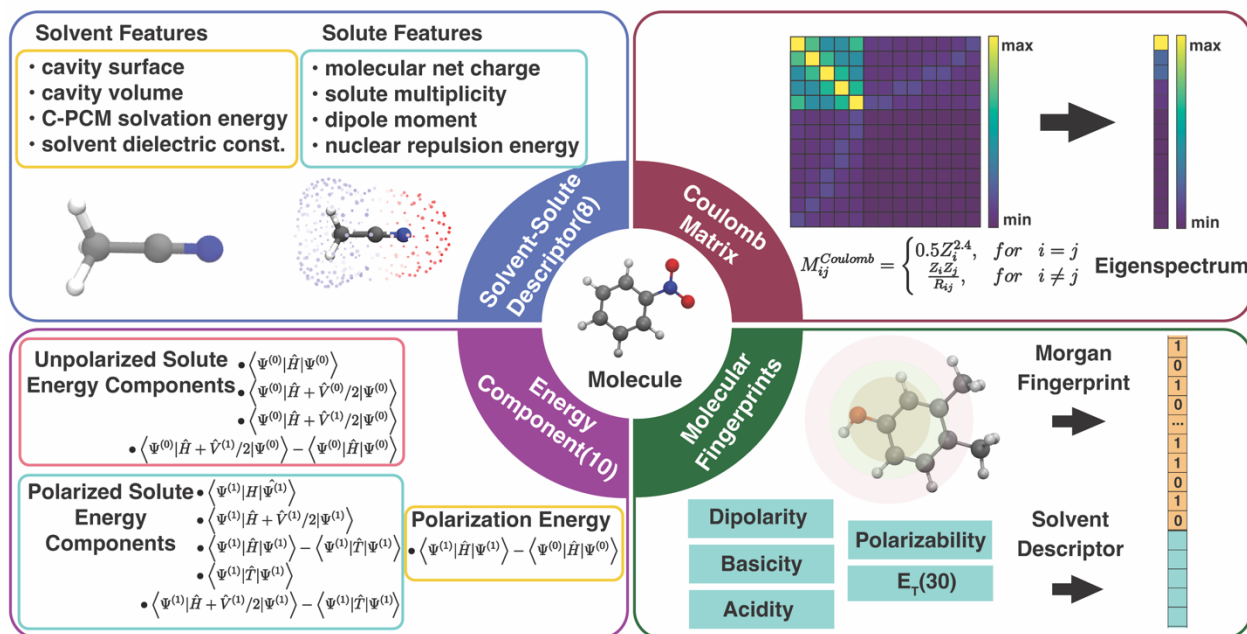 Solvent Features
• cavity surface
• cavity volume
• C-PCM solvation energy
• solvent dielectric const.
Solute Features
• molecular net charge
• solute multiplicity
• dipole moment
• nuclear repulsion energy
Solvent-Solute
Descriptor(8)
Coulomb
Matrix
max
min
max
min
M_{ij}^{Coulomb} = { 0.5Z_i^{2.4}, for i = j
Z_iZ_j/R_{ij}, for i ≠ j
Eigenspectrum
Molecule
Energy
Component(10)
Molecular
Fingerprints
Unpolarized Solute
Energy Components
• ⟨Ψ^{(0)}|Ĥ|Ψ^{(0)}⟩
• ⟨Ψ^{(0)}|Ĥ + V̂^{(0)}/2|Ψ^{(0)}⟩
• ⟨Ψ^{(0)}|Ĥ + V̂^{(1)}/2|Ψ^{(0)}⟩
• ⟨Ψ^{(0)}|Ĥ + V̂^{(1)}/2|Ψ^{(0)}⟩ − ⟨Ψ^{(0)}|Ĥ|Ψ^{(0)}⟩
Polarized Solute
Energy
Components
• ⟨Ψ^{(1)}|H|Ψ̂^{(1)}⟩
• ⟨Ψ^{(1)}|Ĥ + V̂^{(1)}/2|Ψ^{(1)}⟩
• ⟨Ψ^{(1)}|Ĥ|Ψ^{(1)}⟩ − ⟨Ψ^{(1)}|T̂|Ψ^{(1)}⟩
• ⟨Ψ^{(1)}|T̂|Ψ^{(1)}⟩
• ⟨Ψ^{(1)}|Ĥ + V̂^{(1)}/2|Ψ^{(1)}⟩ − ⟨Ψ^{(1)}|T̂|Ψ^{(1)}⟩
Polarization Energy
• ⟨Ψ^{(1)}|Ĥ|Ψ^{(1)}⟩ − ⟨Ψ^{(0)}|Ĥ|Ψ^{(0)}⟩
Morgan
Fingerprint
1
0
1
0
...
1
1
0
1
0
Dipolarity
Basicity
Acidity
Polarizability
E_T(30)
Solvent
Descriptor